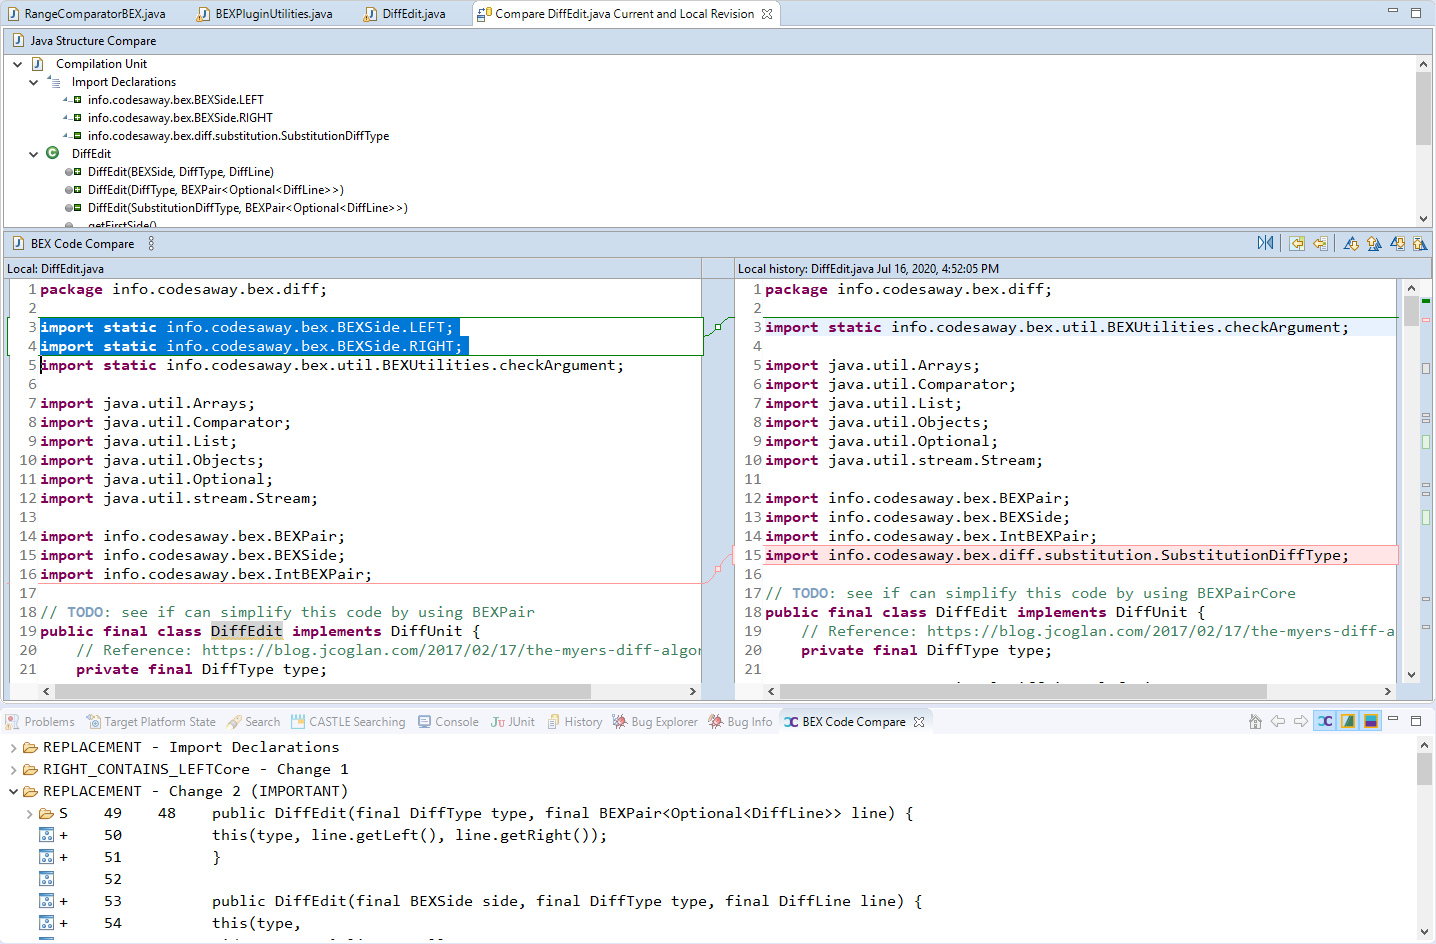 RangeComparatorBEX.java BEXPluginUtilities.java DiffEdit.java Compare DiffEdit.java Current and Local Revision
Java Structure Compare
Compilation Unit
Import Declarations
info.codesaway.bex.BEXSide.LEFT
info.codesaway.bex.BEXSide.RIGHT
info.codesaway.bex.diff.substitution.SubstitutionDiffType
DiffEdit
DiffEdit(BEXSide, DiffType, DiffLine)
DiffEdit(DiffType, BEXPair<Optional<DiffLine>>)
DiffEdit(SubstitutionDiffType, BEXPair<Optional<DiffLine>>)
getFirstSide()
BEX Code Compare
Local: DiffEdit.java
1 package info.codesaway.bex.diff;
2
3 import static info.codesaway.bex.BEXSide.LEFT;
4 import static info.codesaway.bex.BEXSide.RIGHT;
5 import static info.codesaway.bex.util.BEXUtilities.checkArgument;
6
7 import java.util.Arrays;
8 import java.util.Comparator;
9 import java.util.List;
10 import java.util.Objects;
11 import java.util.Optional;
12 import java.util.stream.Stream;
13
14 import info.codesaway.bex.BEXPair;
15 import info.codesaway.bex.BEXSide;
16 import info.codesaway.bex.IntBEXPair;
17
18 // TODO: see if can simplify this code by using BEXPair
19 public final class DiffEdit implements DiffUnit {
20 // Reference: https://blog.jcoglan.com/2017/02/17/the-myers-diff-algor
21 private final DiffType type;
Local history: DiffEdit.java Jul 16, 2020, 4:52:05 PM
1 package info.codesaway.bex.diff;
2
3 import static info.codesaway.bex.util.BEXUtilities.checkArgument;
4
5 import java.util.Arrays;
6 import java.util.Comparator;
7 import java.util.List;
8 import java.util.Objects;
9 import java.util.Optional;
10 import java.util.stream.Stream;
11
12 import info.codesaway.bex.BEXPair;
13 import info.codesaway.bex.BEXSide;
14 import info.codesaway.bex.IntBEXPair;
15 import info.codesaway.bex.diff.substitution.SubstitutionDiffType;
16
17 // TODO: see if can simplify this code by using BEXPairCore
18 public final class DiffEdit implements DiffUnit {
19 // Reference: https://blog.jcoglan.com/2017/02/17/the-myers-diff-a
20 private final DiffType type;
21
Problems Target Platform State Search CASTLE Searching Console JUnit History Bug Explorer Bug Info BEX Code Compare
REPLACEMENT - Import Declarations
RIGHT_CONTAINS_LEFTCore - Change 1
REPLACEMENT - Change 2 (IMPORTANT)
S 49 48 public DiffEdit(final DiffType type, final BEXPair<Optional<DiffLine>> line) {
+ 50 this(type, line.getLeft(), line.getRight());
+ 51 }
52
+ 53 public DiffEdit(final BEXSide side, final DiffType type, final DiffLine line) {
+ 54 this(type,